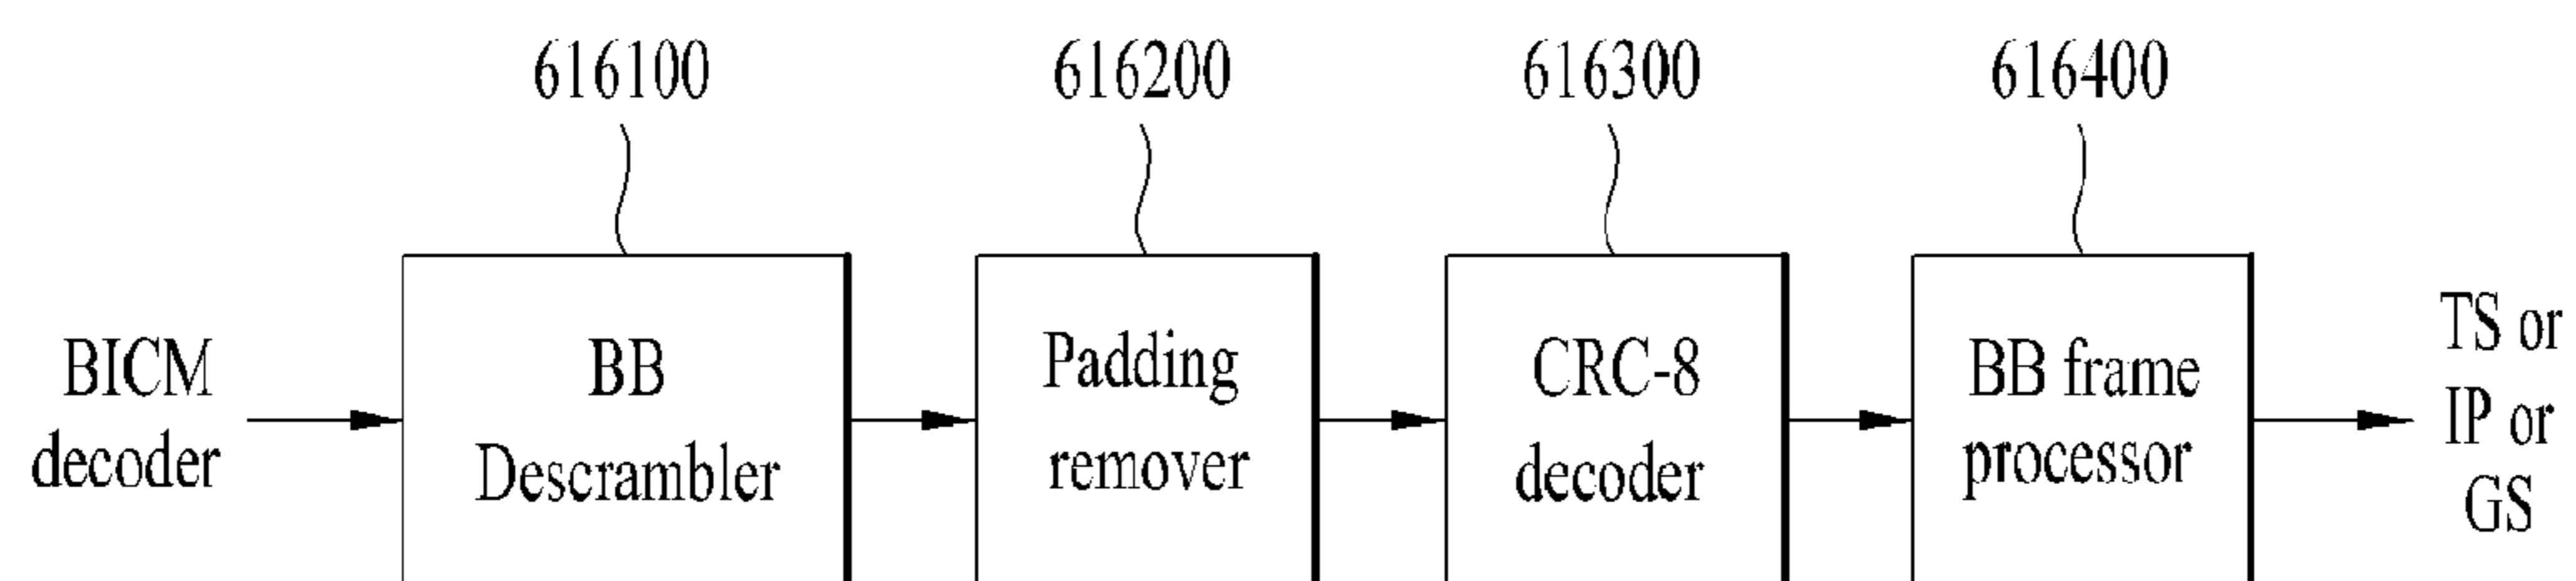 616100
616200
616300
616400
BICM
decoder
BB
Descrambler
Padding
remover
CRC-8
decoder
BB frame
processor
TS or
IP or
GS